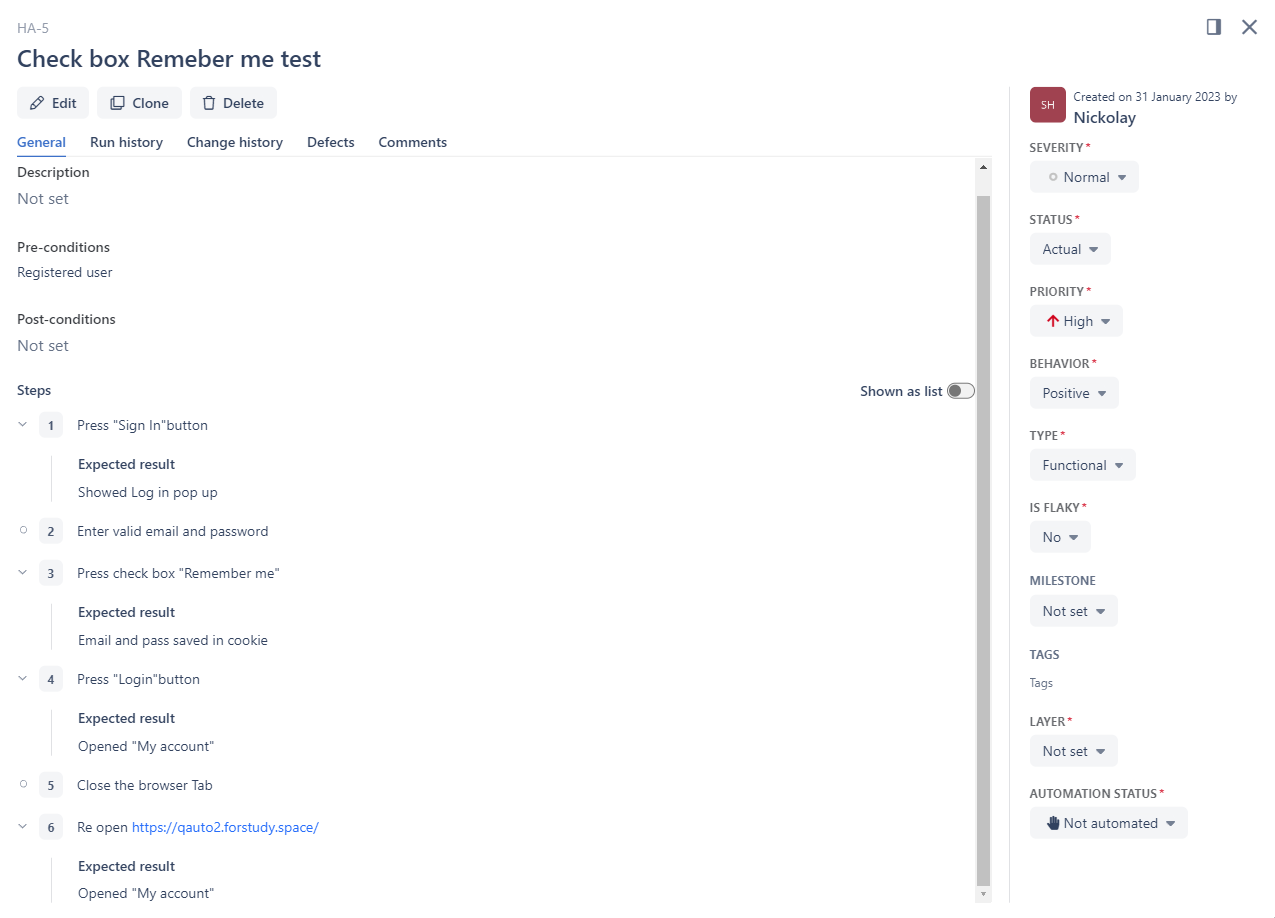 HA-5
Check box Remeber me test
Edit Clone Delete
General Run history Change history Defects Comments
Description
Not set
Pre-conditions
Registered user
Post-conditions
Not set
Steps Shown as list
1 Press "Sign In"button
Expected result
Showed Log in pop up
2 Enter valid email and password
3 Press check box "Remember me"
Expected result
Email and pass saved in cookie
4 Press "Login"button
Expected result
Opened "My account"
5 Close the browser Tab
6 Re open https://qauto2.forstudy.space/
Expected result
Opened "My account"
SH
Created on 31 January 2023 by
Nickolay
SEVERITY*
Normal
STATUS*
Actual
PRIORITY*
High
BEHAVIOR*
Positive
TYPE*
Functional
IS FLAKY*
No
MILESTONE
Not set
TAGS
Tags
LAYER*
Not set
AUTOMATION STATUS*
Not automated